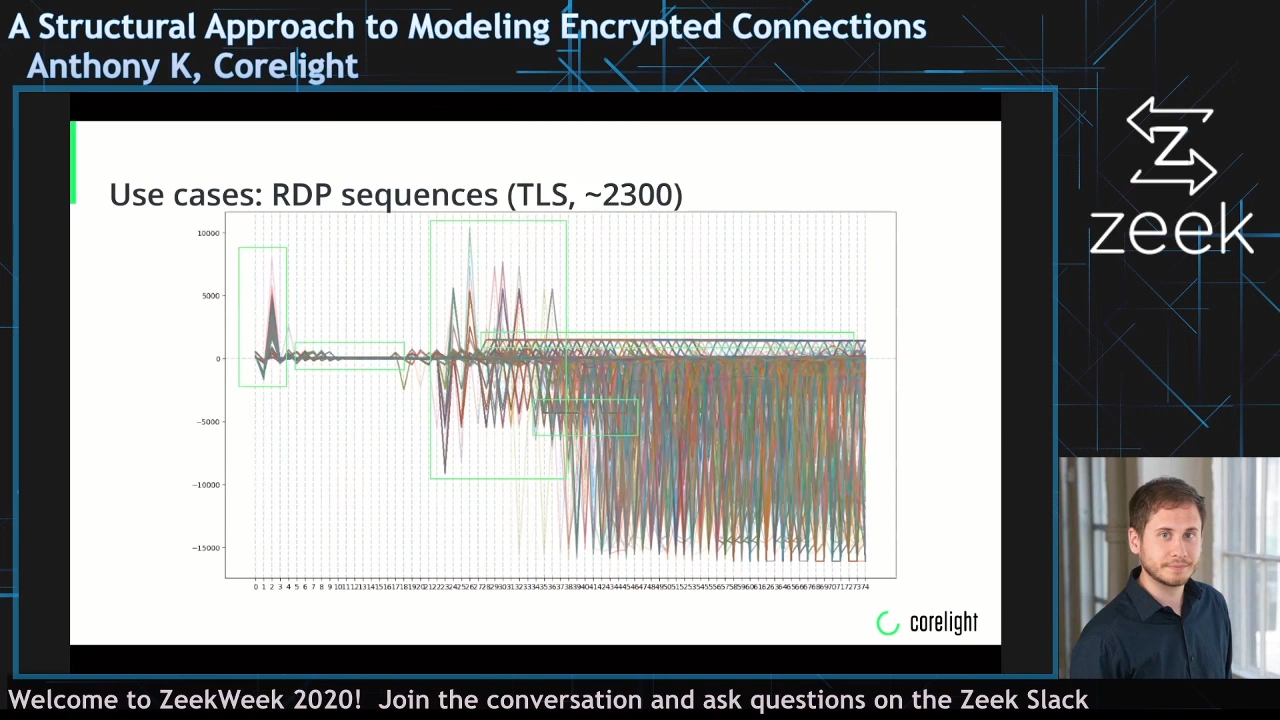 A Structural Approach to Modeling Encrypted Connections
Anthony K, Corelight
Z
zeek
Use cases: RDP sequences (TLS, ~2300)
10000
5000
0
−5000
−10000
−15000
corelight
Welcome to ZeekWeek 2020! Join the conversation and ask questions on the Zeek Slack